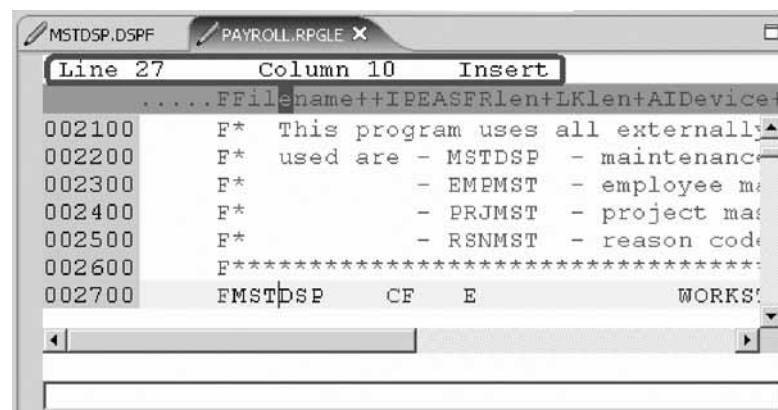 MSTDSP.DSPF PAYROLL.RPGLE
Line 27 Column 10 Insert
.....FFilename++IPEASFRlen+LKlen+AIDevice+
002100 F* This program uses all externally
002200 F* used are - MSTDSP - maintenance
002300 F* - EMPMST - employee ma
002400 F* - PRJMST - project mas
002500 F* - RSNMST - reason code
002600 F************************************
002700 FMSTDSP CF E WORKST